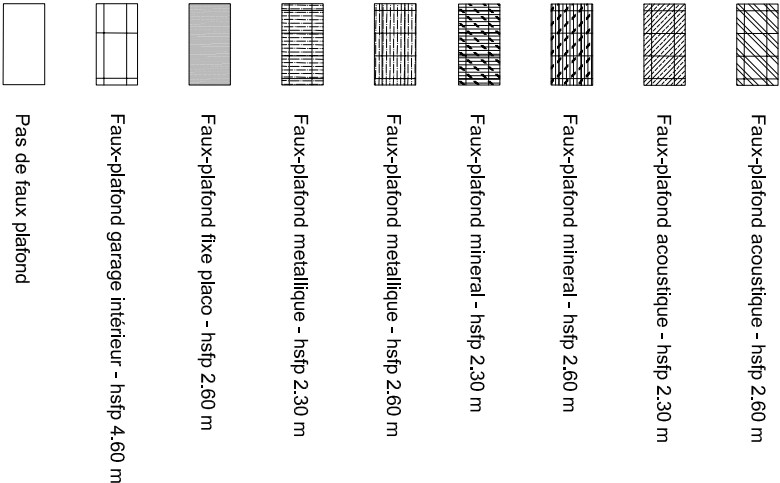 Faux-plafond acoustique - hsfp 2.60 m
Faux-plafond acoustique - hsfp 2.30 m
Faux-plafond mineral - hsfp 2.60 m
Faux-plafond mineral - hsfp 2.30 m
Faux-plafond metallique - hsfp 2.60 m
Faux-plafond metallique - hsfp 2.30 m
Faux-plafond fixe placo - hsfp 2.60 m
Faux-plafond garage intérieur - hsfp 4.60 m
Pas de faux plafond